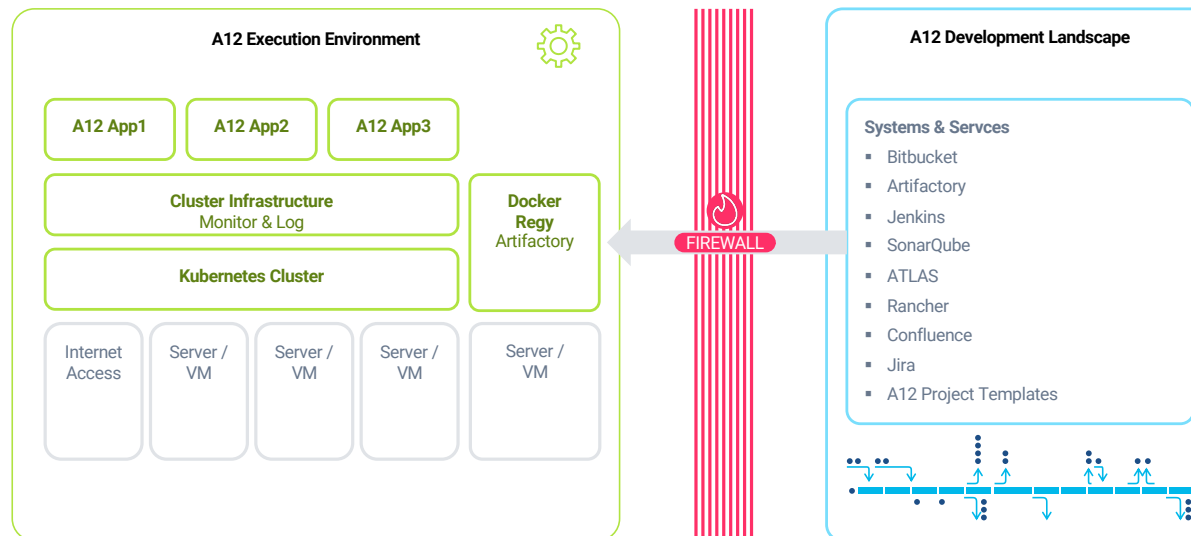 A12 Execution Environment
A12 App1
A12 App2
A12 App3
Cluster Infrastructure
Monitor & Log
Kubernetes Cluster
Docker
Regy
Artifactory
Internet
Access
Server /
VM
Server /
VM
Server /
VM
Server /
VM
FIREWALL
A12 Development Landscape
Systems & Servces
▪ Bitbucket
▪ Artifactory
▪ Jenkins
▪ SonarQube
▪ ATLAS
▪ Rancher
▪ Confluence
▪ Jira
▪ A12 Project Templates